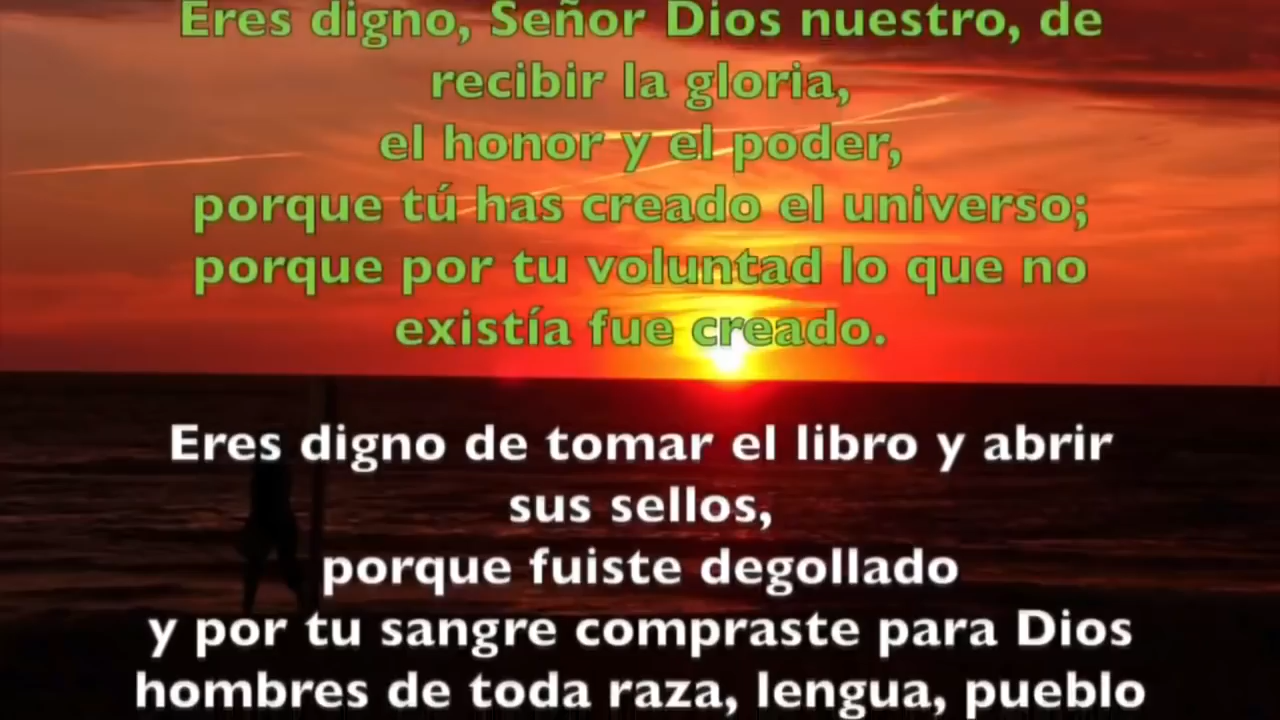 Eres digno, Señor Dios nuestro, de
recibir la gloria,
el honor y el poder,
porque tú has creado el universo;
porque por tu voluntad lo que no
existía fue creado.
Eres digno de tomar el libro y abrir
sus sellos,
porque fuiste degollado
y por tu sangre compraste para Dios
hombres de toda raza, lengua, pueblo